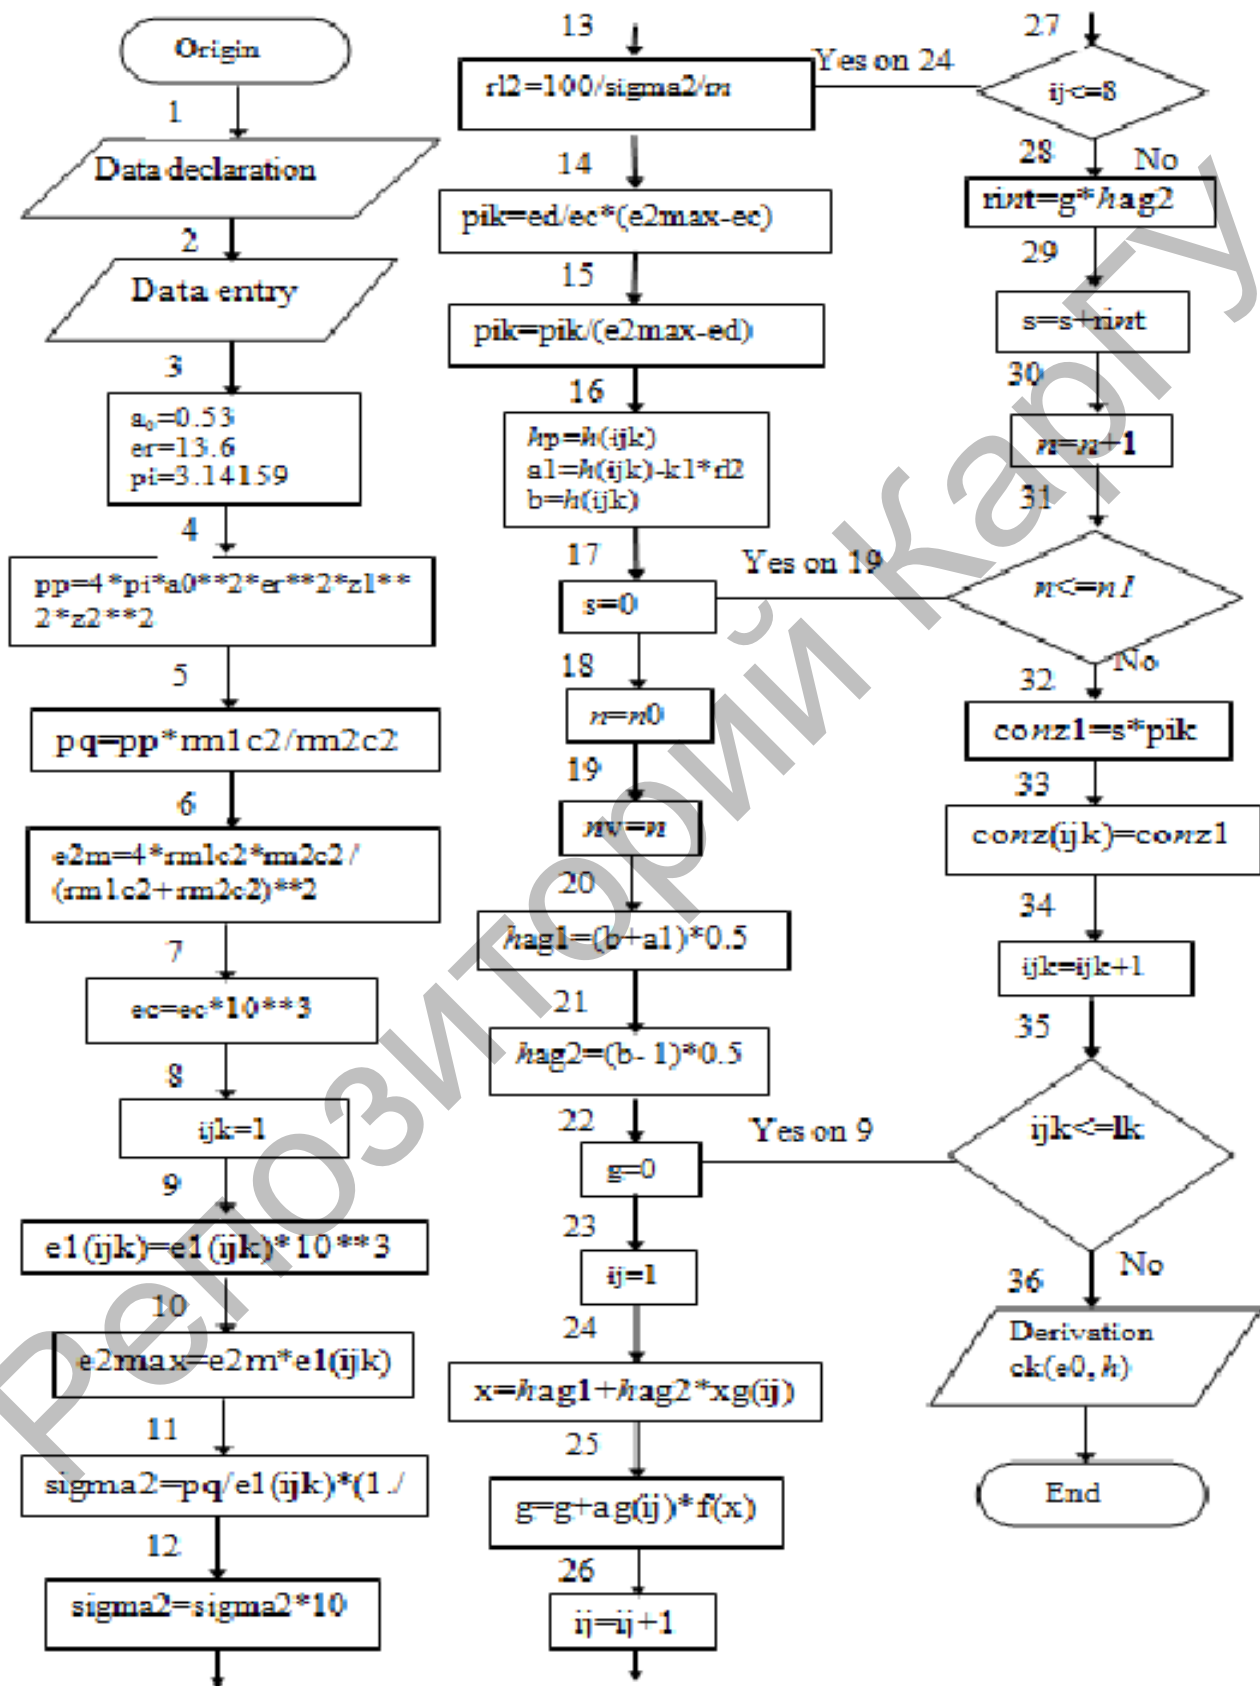 Origin
1
Data declaration
2
Data entry
3
a₀=0.53
er=13.6
pi=3.14159
4
pp=4*pi*a0**2*er**2*z1**
2*z2**2
5
pq=pp*rm1c2/rm2c2
6
e2m=4*rm1c2*rm2c2/
(rm1c2+rm2c2)**2
7
ec=ec*10**3
8
ijk=1
9
e1(ijk)=e1(ijk)*10**3
10
e2max=e2m*e1(ijk)
11
sigma2=pq/e1(ijk)*(1./
12
sigma2=sigma2*10
13
rl2=100/sigma2/rn
14
pik=ed/ec*(e2max-ec)
15
pik=pik/(e2max-ed)
16
hp=h(ijk)
a1=h(ijk)-k1*rl2
b=h(ijk)
17
s=0
18
n=n0
19
nv=n
20
hag1=(b+a1)*0.5
21
hag2=(b- 1)*0.5
22
g=0
23
ij=1
24
x=hag1+hag2*xg(ij)
25
g=g+ag(ij)*f(x)
26
ij=ij+1
27
Yes on 24
ij<=8
28
No
rint=g*hag2
29
s=s+rint
30
n=n+1
31
Yes on 19
n<=n1
32
No
conz1=s*pik
33
conz(ijk)=conz1
34
ijk=ijk+1
35
Yes on 9
ijk<=lk
36
No
Derivation
ck(e0, h)
End
Репозиторий КарГУ